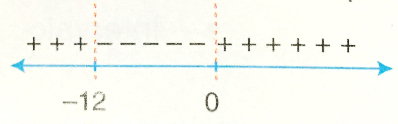 + + + − − − − − − + + + + + +
−12 0